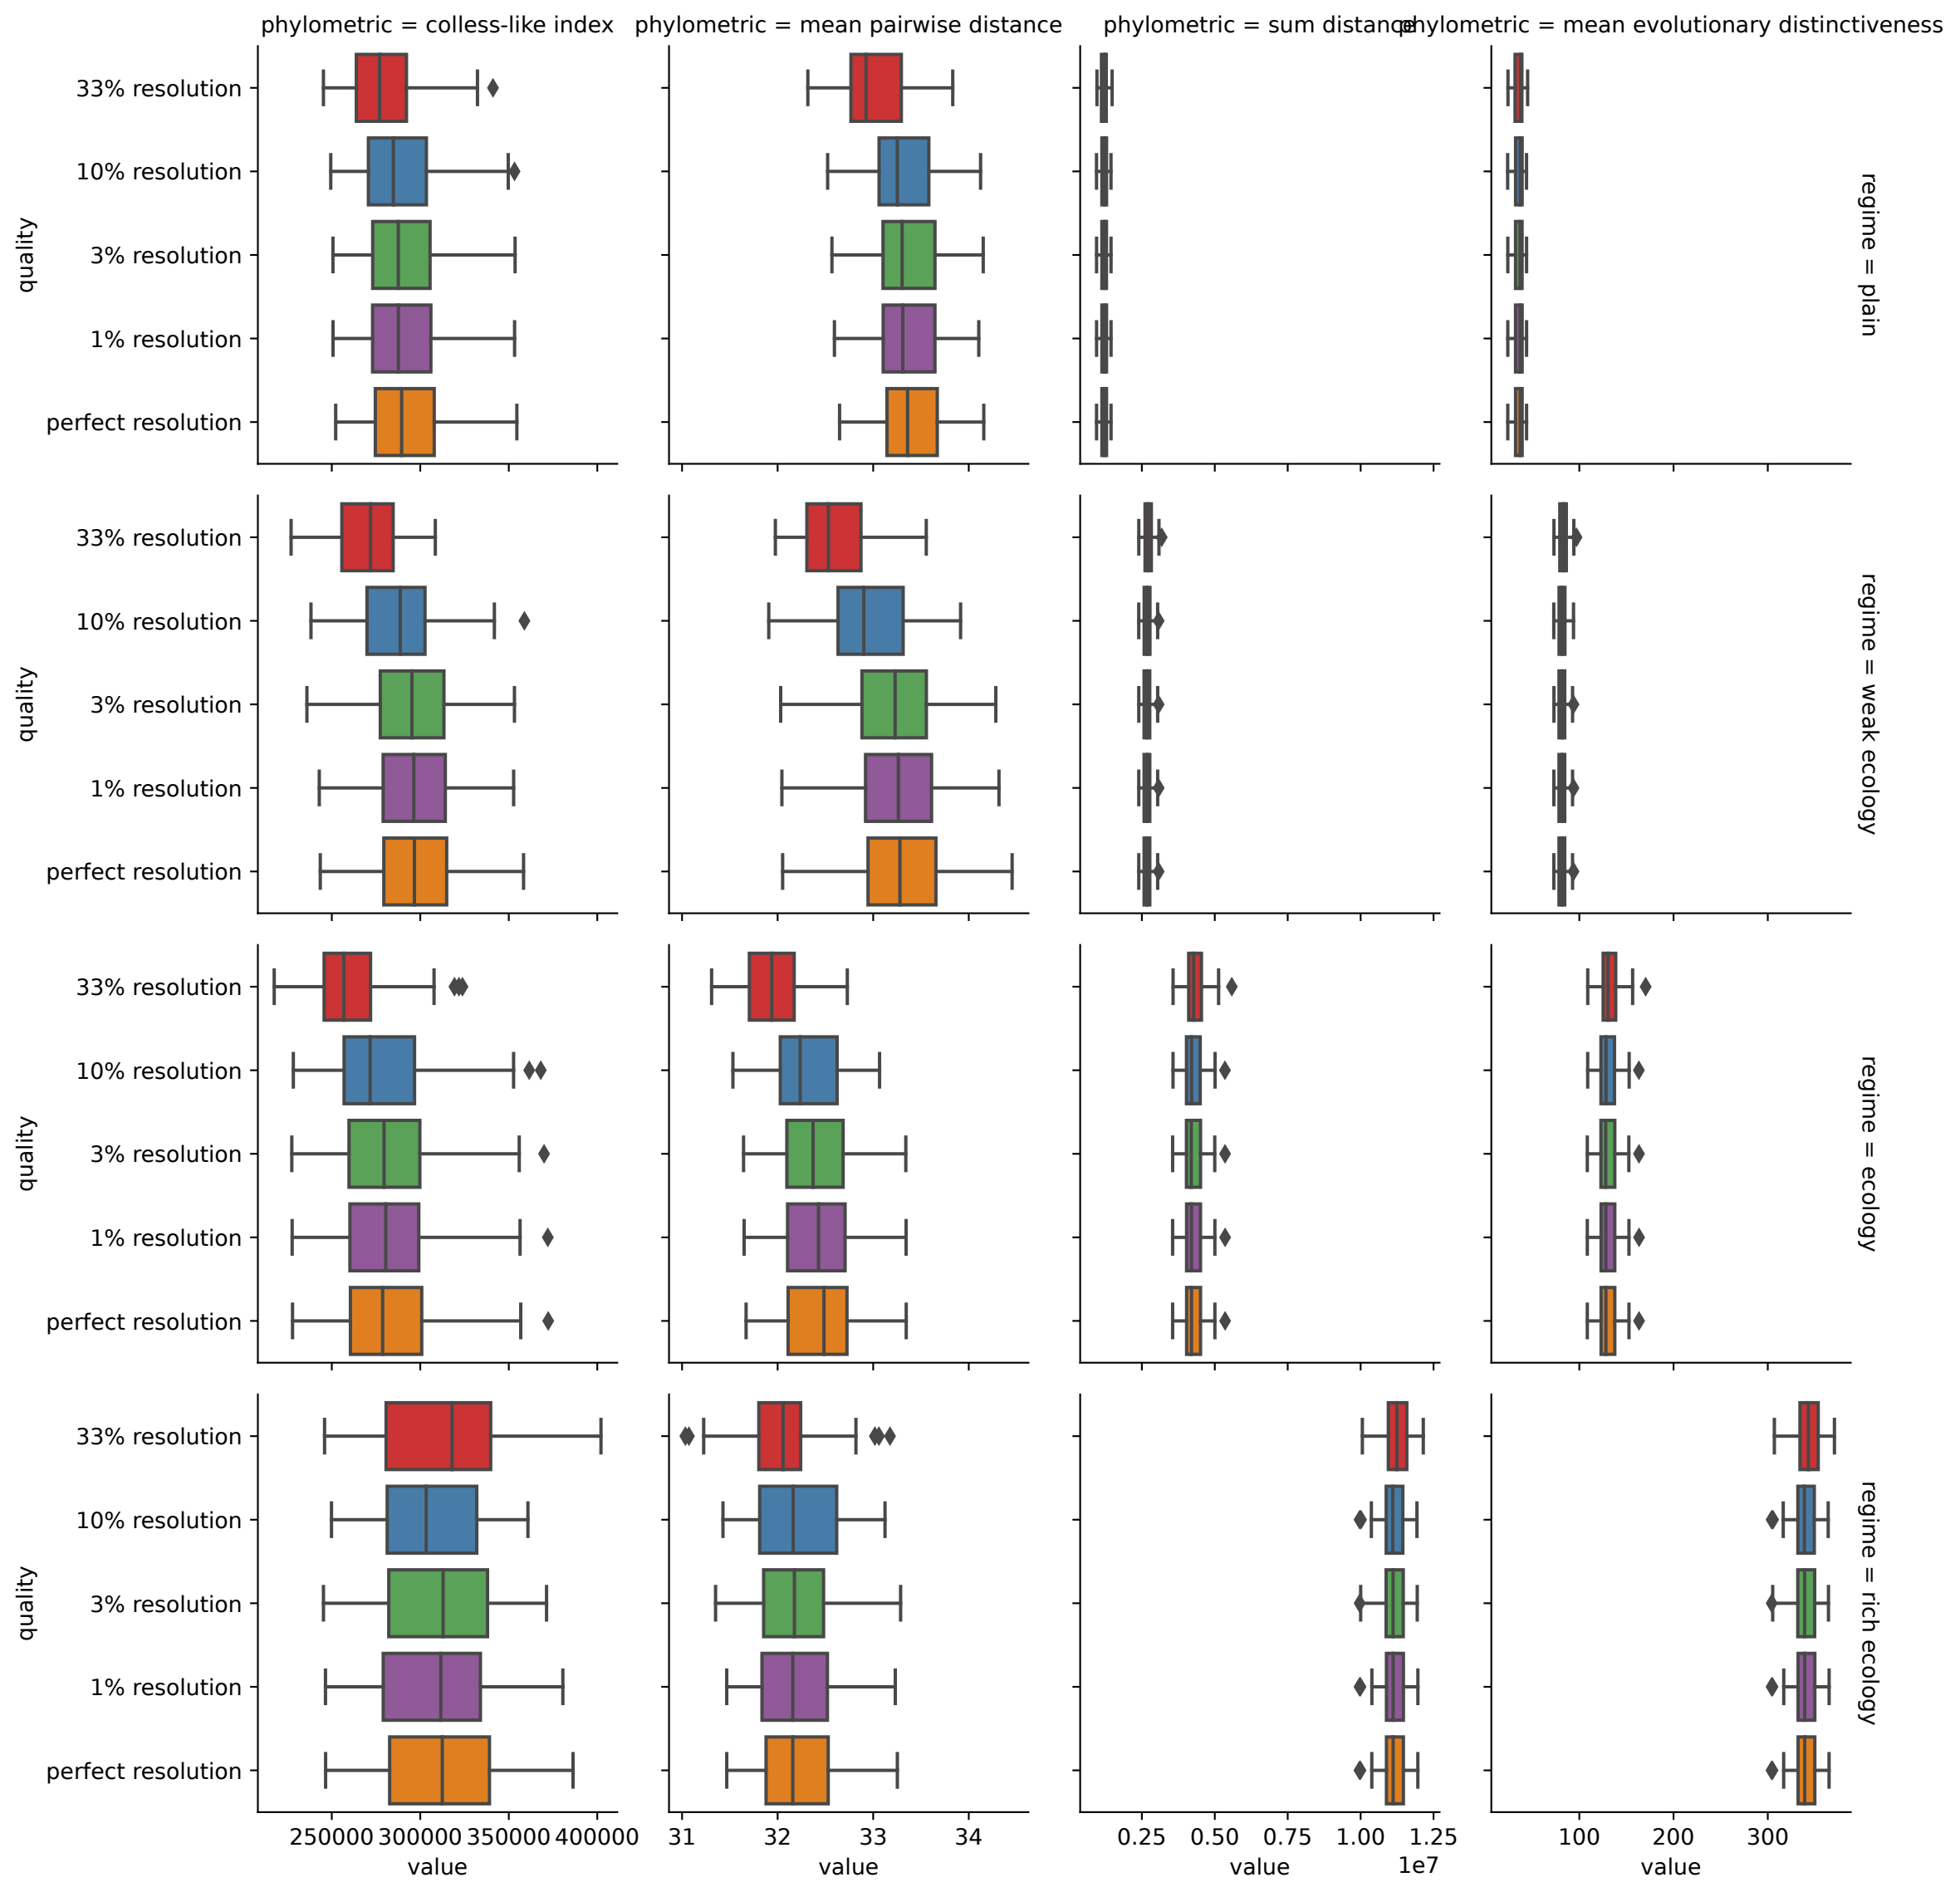 phylometric = colless-like index
phylometric = mean pairwise distance
phylometric = sum distance
phylometric = mean evolutionary distinctiveness
33% resolution
10% resolution
3% resolution
1% resolution
perfect resolution
quality
regime = plain
33% resolution
10% resolution
3% resolution
1% resolution
perfect resolution
quality
regime = weak ecology
33% resolution
10% resolution
3% resolution
1% resolution
perfect resolution
quality
regime = ecology
33% resolution
10% resolution
3% resolution
1% resolution
perfect resolution
quality
regime = rich ecology
250000 300000 350000 400000
value
31 32 33 34
value
0.25 0.50 0.75 1.00 1.25
1e7
value
100 200 300
value